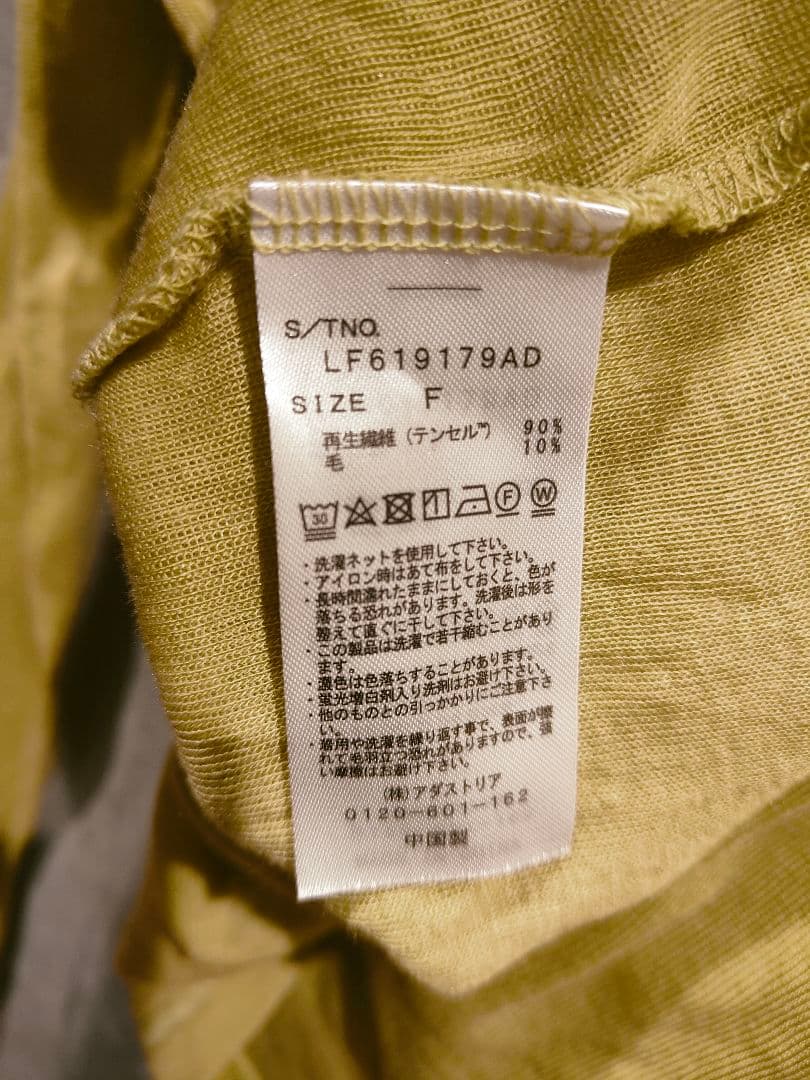 S/TNO.
LF619179AD
SIZE F
再生繊維（テンセル™） 90%
毛 10%
30 F W
・洗濯ネットを使用して下さい。
・アイロン時はあて布をして下さい。
・長時間濡れたままにしておくと、色が
落ちる恐れがあります。洗濯後は形を
整えて直ぐに干して下さい。
・この製品は洗濯で若干縮むことがあり
ます。
・濃色は色落ちすることがあります。
・蛍光増白剤入り洗剤はお避け下さい。
・他のものとの引っかかりにご注意下さ
い。
・着用や洗濯を繰り返す事で、表面が擦
れて毛羽立つ恐れがありますので、強
い摩擦はお避け下さい。
（株）アダストリア
0120-601-162
中国製